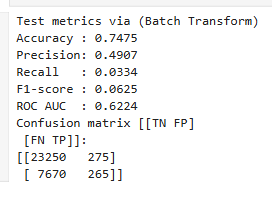 Test metrics via (Batch Transform)
Accuracy : 0.7475
Precision: 0.4907
Recall   : 0.0334
F1-score : 0.0625
ROC AUC  : 0.6224
Confusion matrix [[TN FP]
 [FN TP]]:
[[23250   275]
 [ 7670   265]]